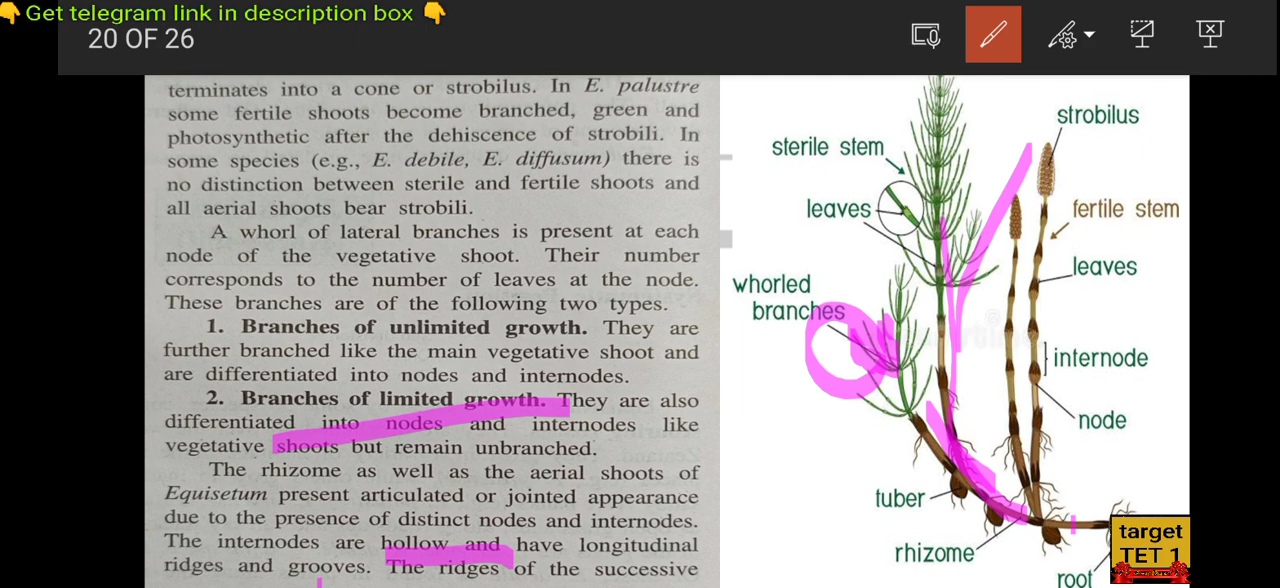 👇 Get telegram link in description box 👇
20 OF 26
terminates into a cone or strobilus. In E. palustre
some fertile shoots become branched, green and
photosynthetic after the dehiscence of strobili. In
some species (e.g., E. debile, E. diffusum) there is
no distinction between sterile and fertile shoots and
all aerial shoots bear strobili.
A whorl of lateral branches is present at each
node of the vegetative shoot. Their number
corresponds to the number of leaves at the node.
These branches are of the following two types.
1. Branches of unlimited growth. They are
further branched like the main vegetative shoot and
are differentiated into nodes and internodes.
2. Branches of limited growth. They are also
differentiated into nodes and internodes like
vegetative shoots but remain unbranched.
The rhizome as well as the aerial shoots of
Equisetum present articulated or jointed appearance
due to the presence of distinct nodes and internodes.
The internodes are hollow and have longitudinal
ridges and grooves. The ridges of the successive
strobilus
sterile stem
leaves
fertile stem
leaves
whorled
branches
internode
node
tuber
rhizome
root
target
TET 1